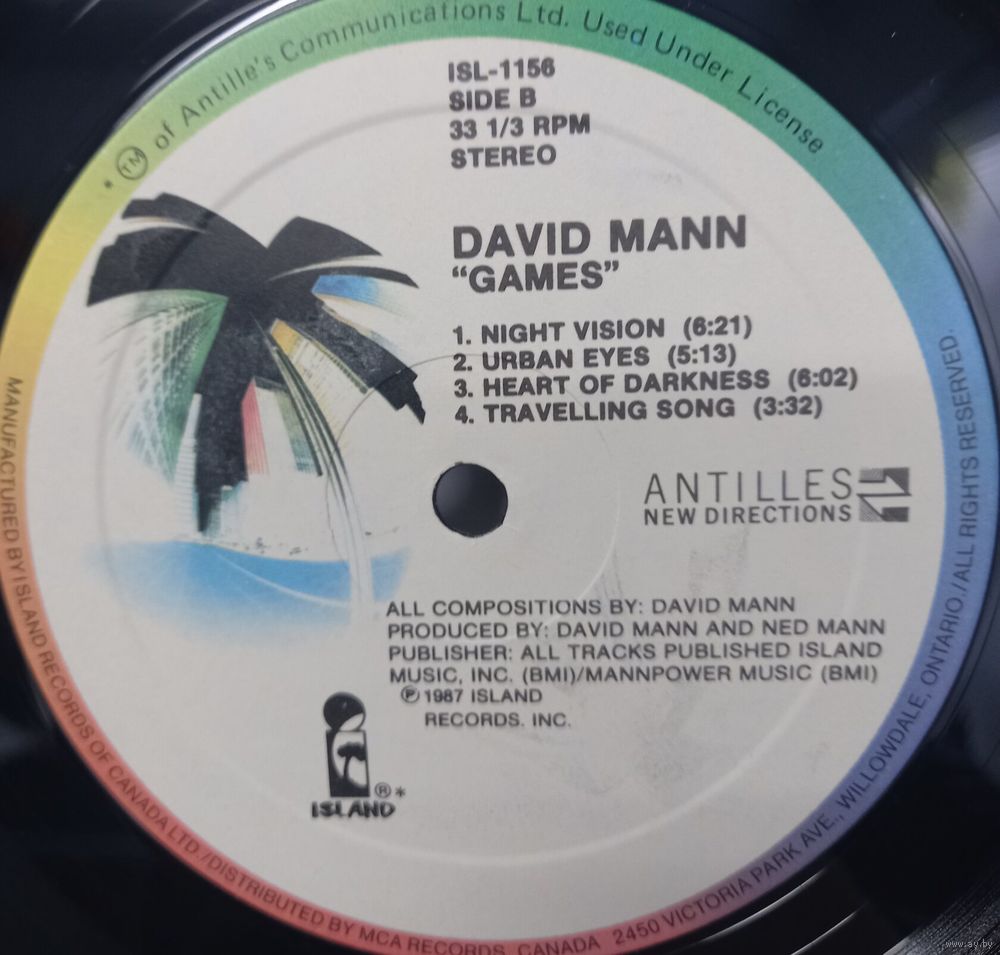 * ™ of Antille's Communications Ltd. Used Under License
ISL-1156
SIDE B
33 1/3 RPM
STEREO
DAVID MANN
“GAMES”
1. NIGHT VISION (6:21)
2. URBAN EYES (5:13)
3. HEART OF DARKNESS (6:02)
4. TRAVELLING SONG (3:32)
ANTILLES
NEW DIRECTIONS
ALL COMPOSITIONS BY: DAVID MANN
PRODUCED BY: DAVID MANN AND NED MANN
PUBLISHER: ALL TRACKS PUBLISHED ISLAND
MUSIC, INC. (BMI)/MANNPOWER MUSIC (BMI)
℗ 1987 ISLAND
RECORDS. INC.
ISLAND ®*
MANUFACTURED BY ISLAND RECORDS OF CANADA LTD./DISTRIBUTED BY MCA RECORDS, CANADA 2450 VICTORIA PARK AVE., WILLOWDALE, ONTARIO./ALL RIGHTS RESERVED.
www.ay.by